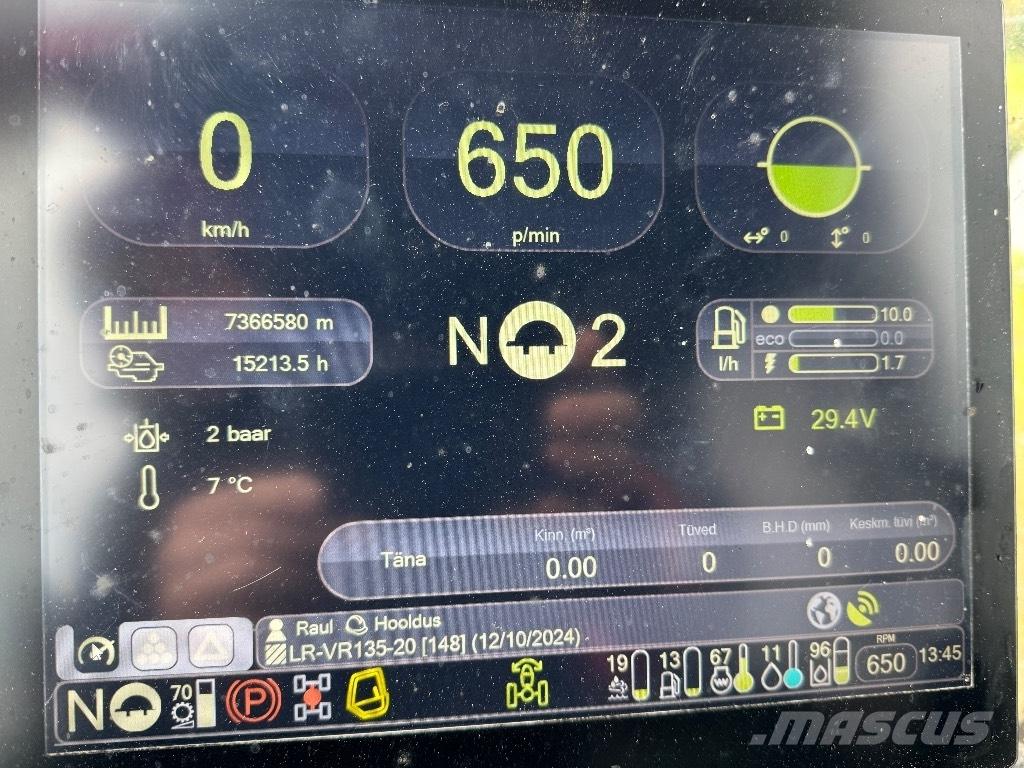 0
km/h
650
p/min
0 0
7366580 m
15213.5 h
N 2
l/h
10.0
eco 0.0
1.7
29.4V
2 baar
7 °C
Kinn. (m³) Tüved B.H.D (mm) Keskm. tüvi (m³)
Täna 0.00 0 0 0.00
Raul Hooldus
LR-VR135-20 [148] (12/10/2024)
N 70 P 19 13 67 11 96 RPM 650 13:45
.MASCUS